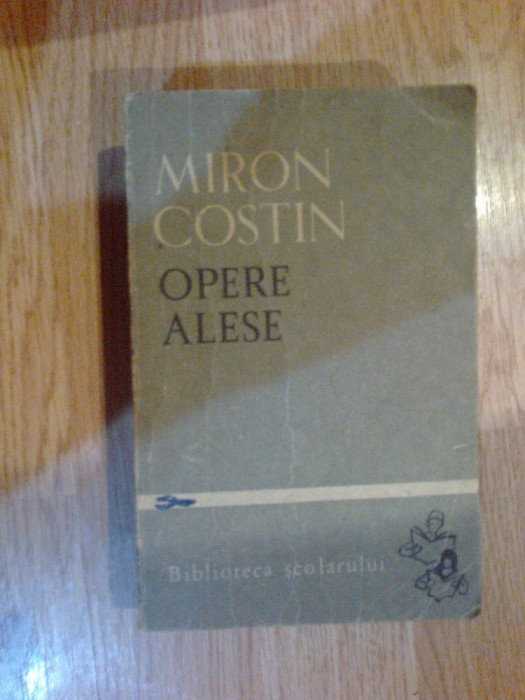 MIRON
COSTIN
OPERE
ALESE
Biblioteca școlarului